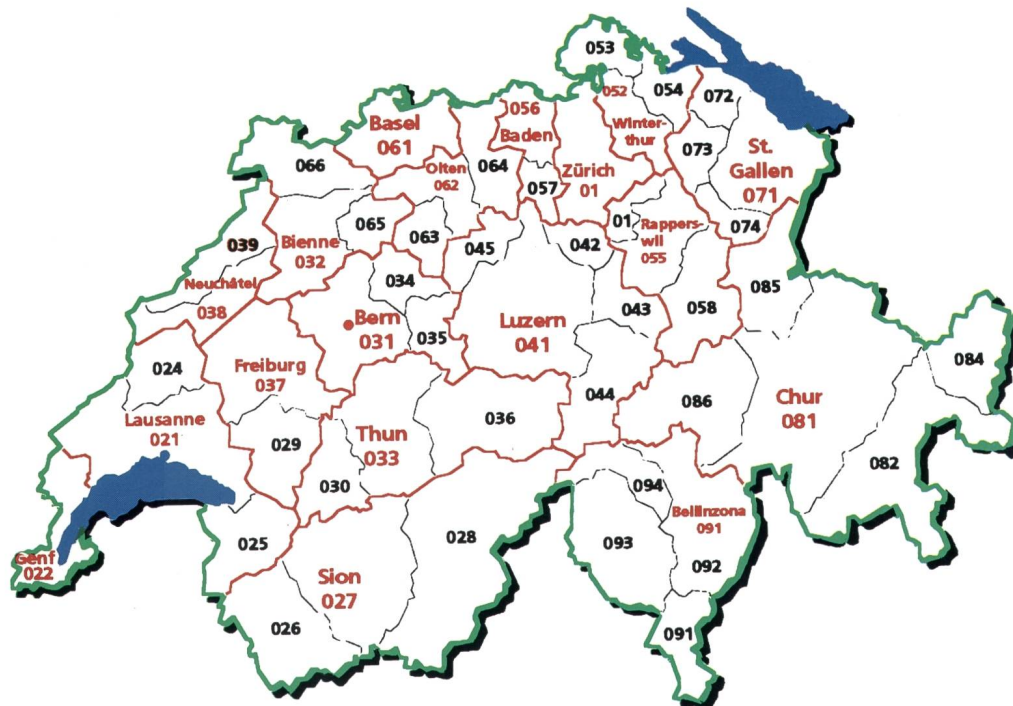 053
052
054
072
056
Baden
Basel
061
Winter-
thur
073
St.
Gallen
071
066
Olten
062
064
057
Zürich
01
065
063
045
042
01
Rappers-
wil
055
074
039
Bienne
032
034
Neuchâtel
038
Bern
031
035
Luzern
041
043
058
085
024
Freiburg
037
084
Lausanne
021
029
Thun
033
036
044
086
Chur
081
030
082
094
Bellinzona
091
025
028
093
092
Genf
022
Sion
027
026
091